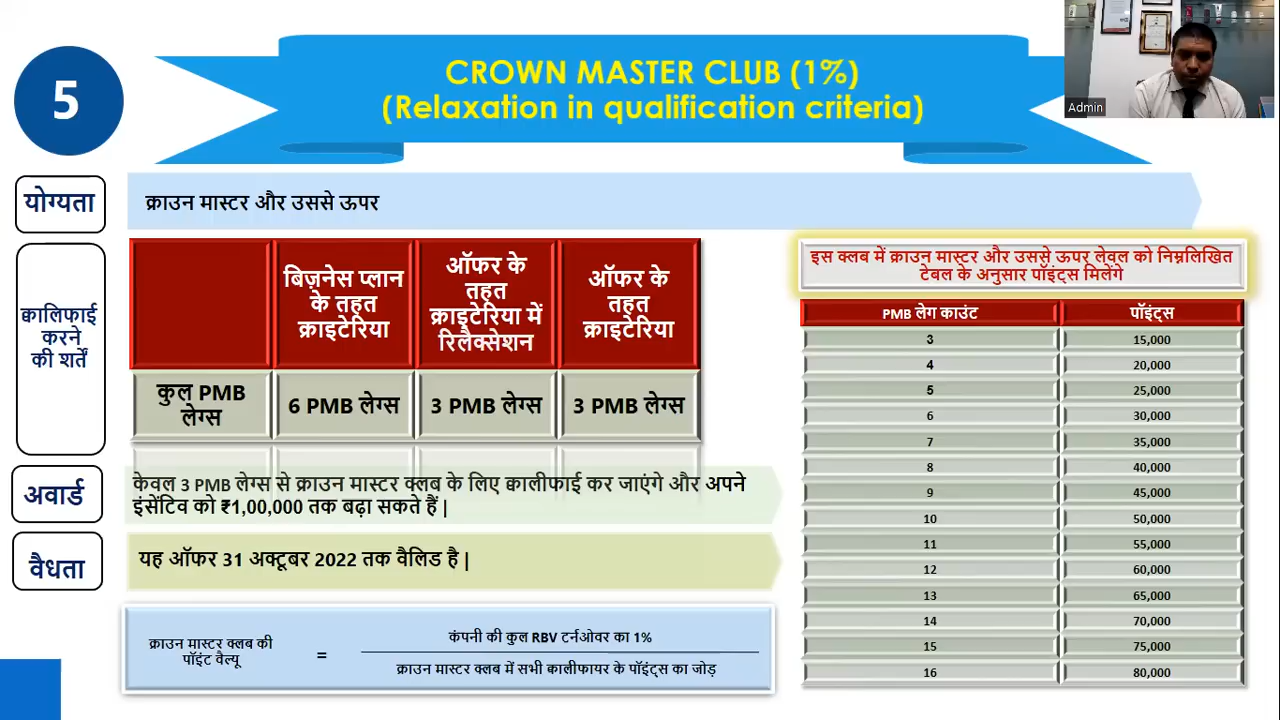 5
CROWN MASTER CLUB (1%)
(Relaxation in qualification criteria)
Admin
योग्यता
क्राउन मास्टर और उससे ऊपर
क्वालिफाई
करने
की शर्तें
बिज़नेस प्लान
के तहत
क्राइटेरिया
ऑफर के
तहत
क्राइटेरिया में
रिलैक्सेशन
ऑफर के
तहत
क्राइटेरिया
कुल PMB
लेग्स
6 PMB लेग्स
3 PMB लेग्स
3 PMB लेग्स
अवार्ड
केवल 3 PMB लेग्स से क्राउन मास्टर क्लब के लिए क्वालीफाई कर जाएंगे और अपने
इंसेंटिव को ₹1,00,000 तक बढ़ा सकते हैं |
वैधता
यह ऑफर 31 अक्टूबर 2022 तक वैलिड है |
क्राउन मास्टर क्लब की
पॉइंट वैल्यू
=
कंपनी की कुल RBV टर्नओवर का 1%
क्राउन मास्टर क्लब में सभी क्वालीफायर के पॉइंट्स का जोड़
इस क्लब में क्राउन मास्टर और उससे ऊपर लेवल को निम्नलिखित
टेबल के अनुसार पॉइंट्स मिलेंगे
PMB लेग काउंट पॉइंट्स
3 15,000
4 20,000
5 25,000
6 30,000
7 35,000
8 40,000
9 45,000
10 50,000
11 55,000
12 60,000
13 65,000
14 70,000
15 75,000
16 80,000